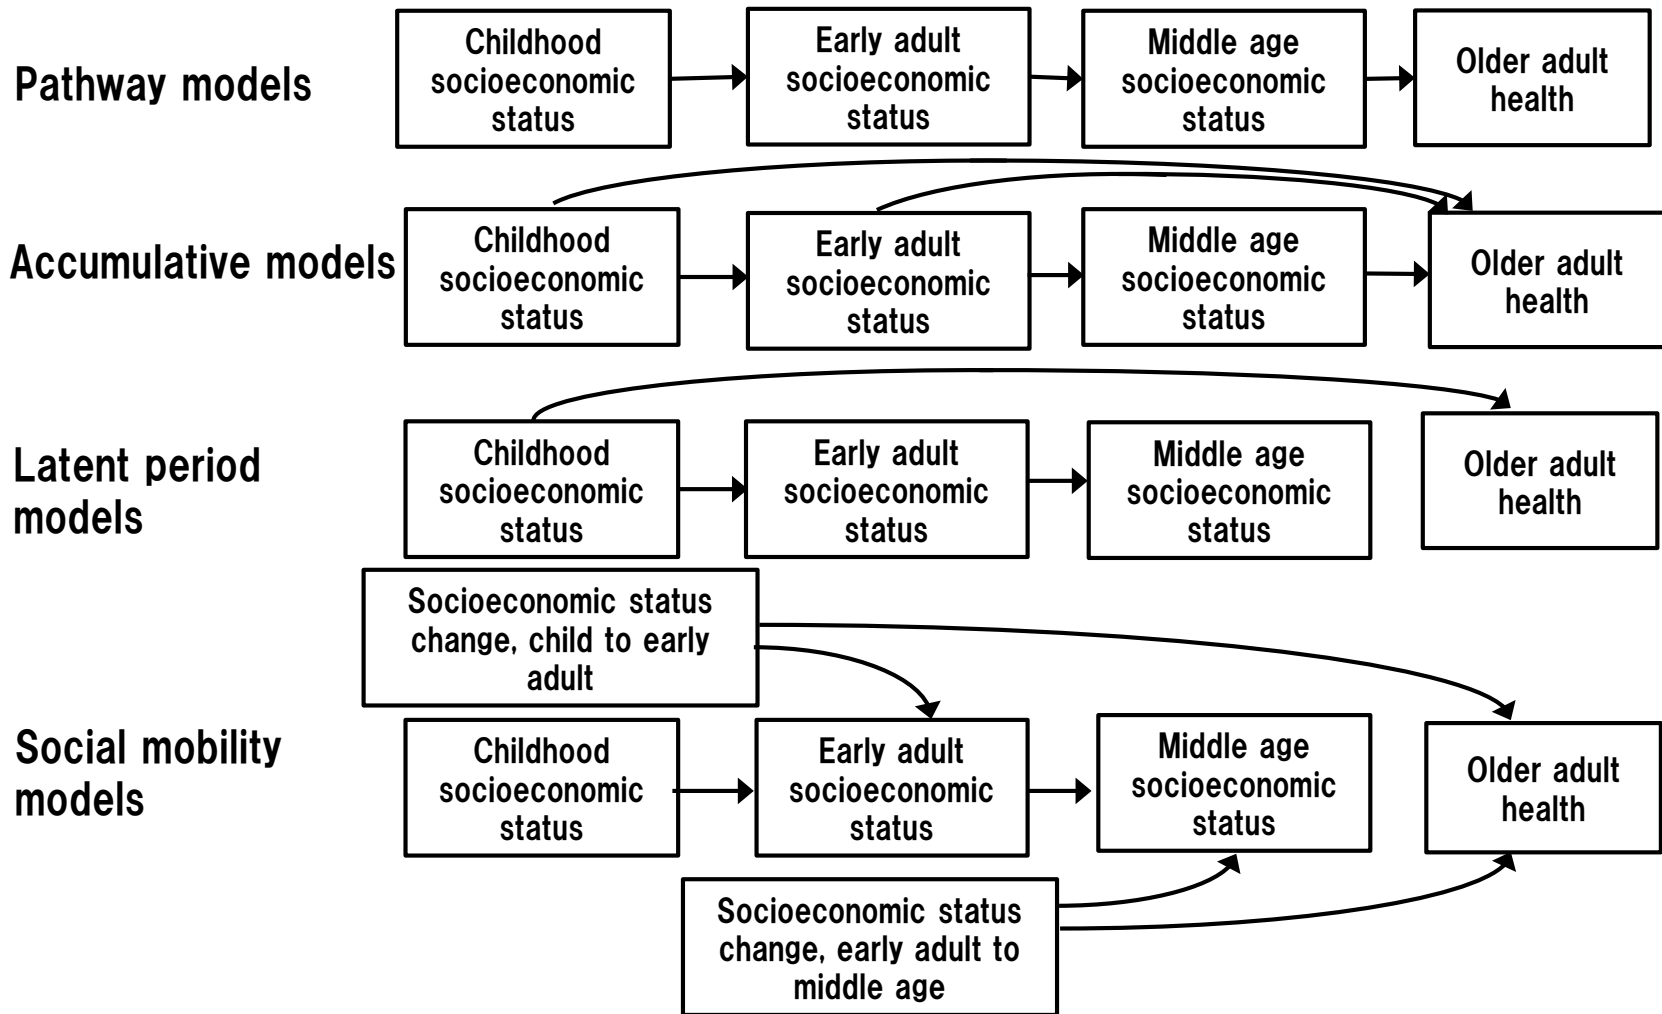 Pathway models
Childhood
socioeconomic
status
Early adult
socioeconomic
status
Middle age
socioeconomic
status
Older adult
health
Accumulative models
Childhood
socioeconomic
status
Early adult
socioeconomic
status
Middle age
socioeconomic
status
Older adult
health
Latent period
models
Childhood
socioeconomic
status
Early adult
socioeconomic
status
Middle age
socioeconomic
status
Older adult
health
Socioeconomic status
change, child to early
adult
Social mobility
models
Childhood
socioeconomic
status
Early adult
socioeconomic
status
Middle age
socioeconomic
status
Older adult
health
Socioeconomic status
change, early adult to
middle age